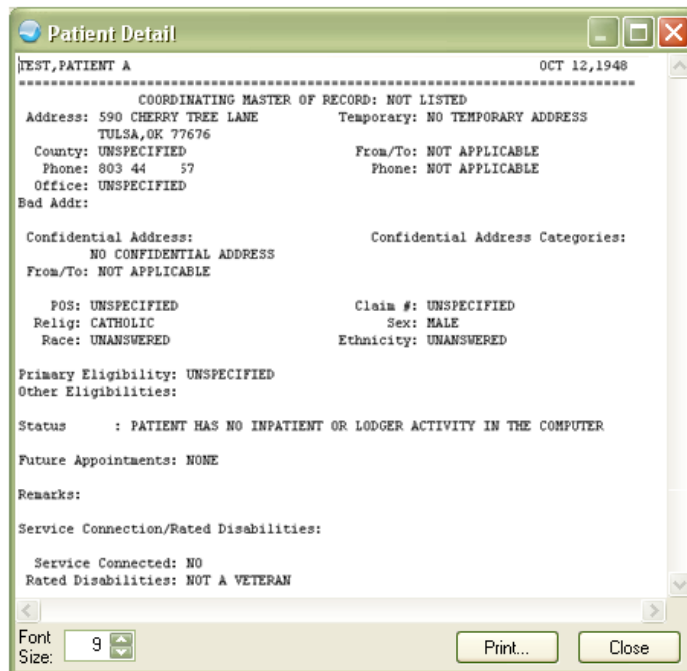 Patient Detail
TEST,PATIENT A OCT 12,1948
================================================================================
COORDINATING MASTER OF RECORD: NOT LISTED
Address: 590 CHERRY TREE LANE Temporary: NO TEMPORARY ADDRESS
TULSA,OK 77676
County: UNSPECIFIED From/To: NOT APPLICABLE
Phone: 803 44 57 Phone: NOT APPLICABLE
Office: UNSPECIFIED
Bad Addr:
Confidential Address: Confidential Address Categories:
NO CONFIDENTIAL ADDRESS
From/To: NOT APPLICABLE
POS: UNSPECIFIED Claim #: UNSPECIFIED
Relig: CATHOLIC Sex: MALE
Race: UNANSWERED Ethnicity: UNANSWERED
Primary Eligibility: UNSPECIFIED
Other Eligibilities:
Status : PATIENT HAS NO INPATIENT OR LODGER ACTIVITY IN THE COMPUTER
Future Appointments: NONE
Remarks:
Service Connection/Rated Disabilities:
Service Connected: NO
Rated Disabilities: NOT A VETERAN
Font Size: 9 Print... Close